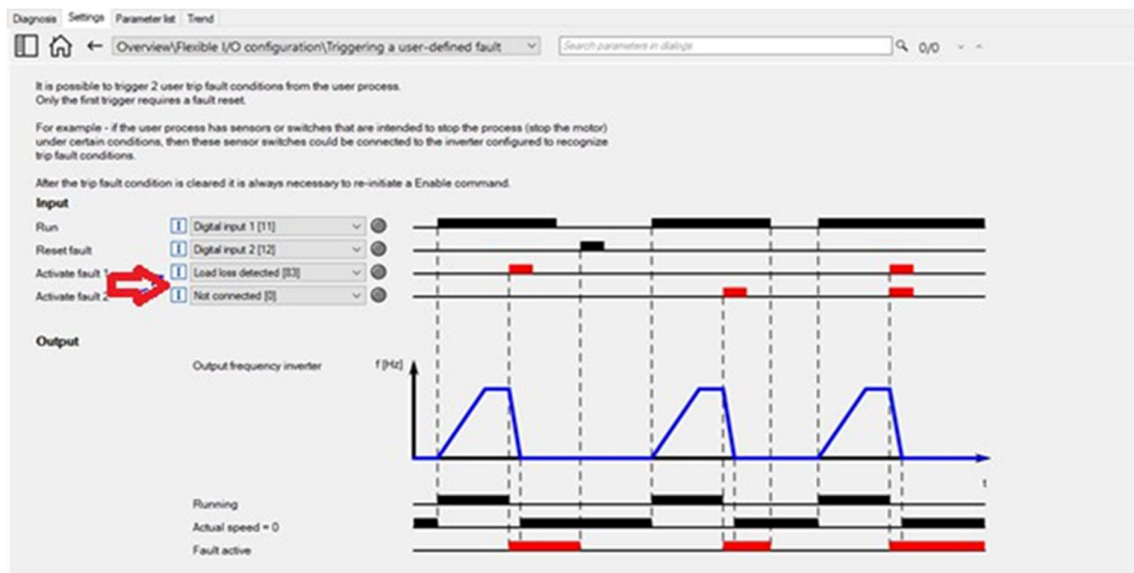 Diagnosis Settings Parameter list Trend
Overview\Flexible I/O configuration\Triggering a user-defined fault Search parameters in dialogs 0/0
It is possible to trigger 2 user trip fault conditions from the user process.
Only the first trigger requires a fault reset.
For example - if the user process has sensors or switches that are intended to stop the process (stop the motor)
under certain conditions, then these sensor switches could be connected to the inverter configured to recognize
trip fault conditions.
After the trip fault condition is cleared it is always necessary to re-initiate a Enable command.
Input
Run I Digital input 1 [11]
Reset fault I Digital input 2 [12]
Activate fault 1 I Load loss detected [83]
Activate fault 2 I Not connected [0]
Output
Output frequency inverter f [Hz]
t
Running
Actual speed = 0
Fault active